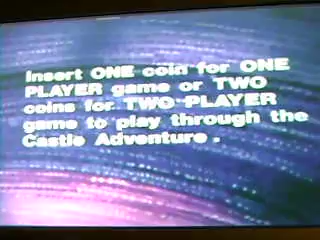 Insert ONE coin for ONE
PLAYER game or TWO
coins for TWO-PLAYER
game to play through the
Castle Adventure.